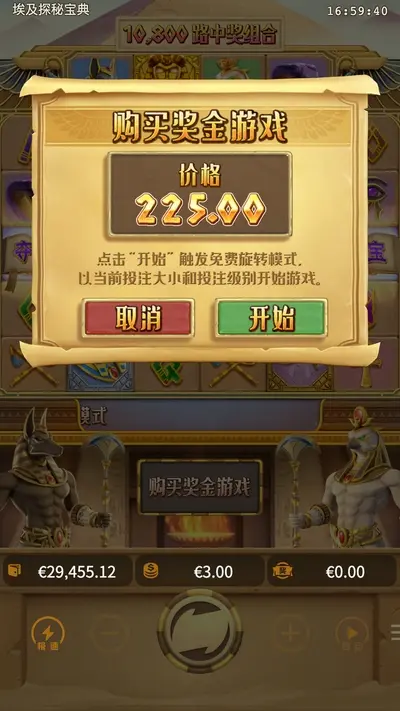 埃及探秘宝典
16:59:40
10,800 路中奖组合
购买奖金游戏
价格
225.00
点击“开始”触发免费旋转模式，
以当前投注大小和投注级别开始游戏。
取消
开始
模式
购买奖金游戏
€29,455.12
€3.00
€0.00